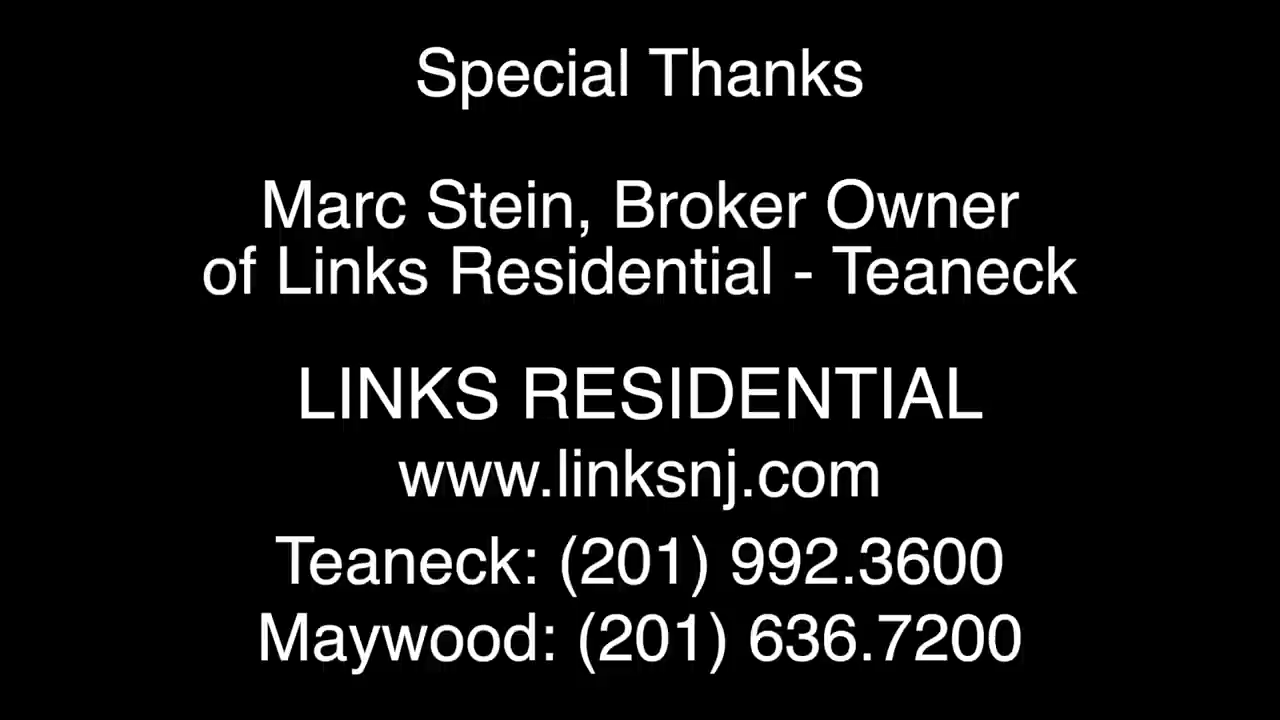 Special Thanks
Marc Stein, Broker Owner
of Links Residential - Teaneck
LINKS RESIDENTIAL
www.linksnj.com
Teaneck: (201) 992.3600
Maywood: (201) 636.7200